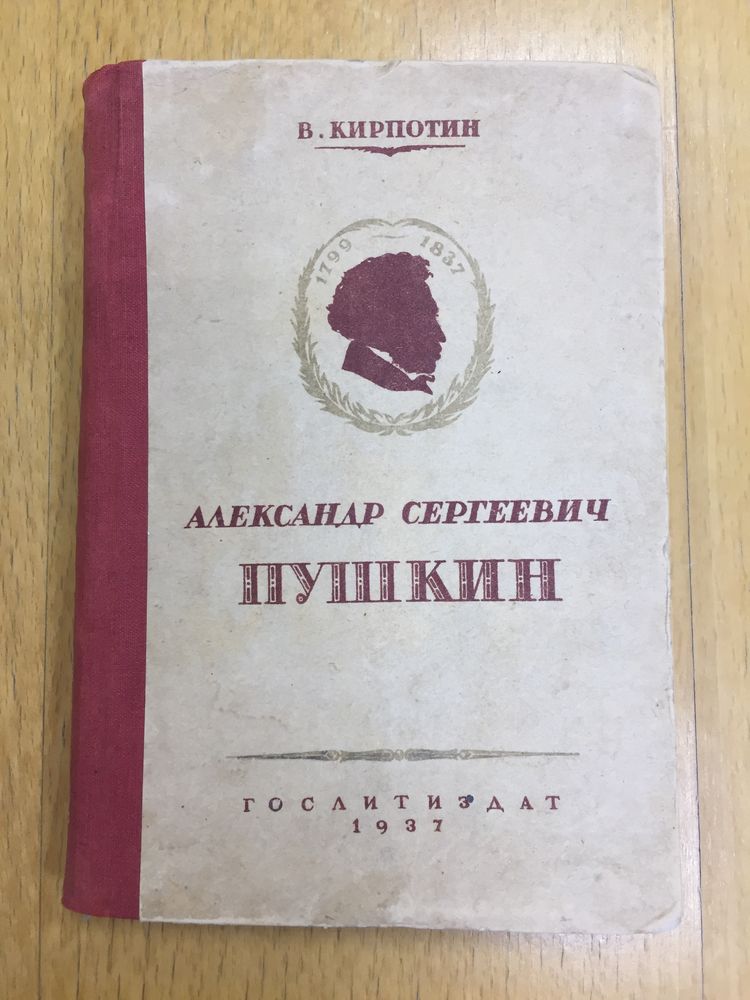 В. КИРПОТИН
1799 — 1837
АЛЕКСАНДР СЕРГЕЕВИЧ
ПУШКИН
ГОСЛИТИЗДАТ
1937